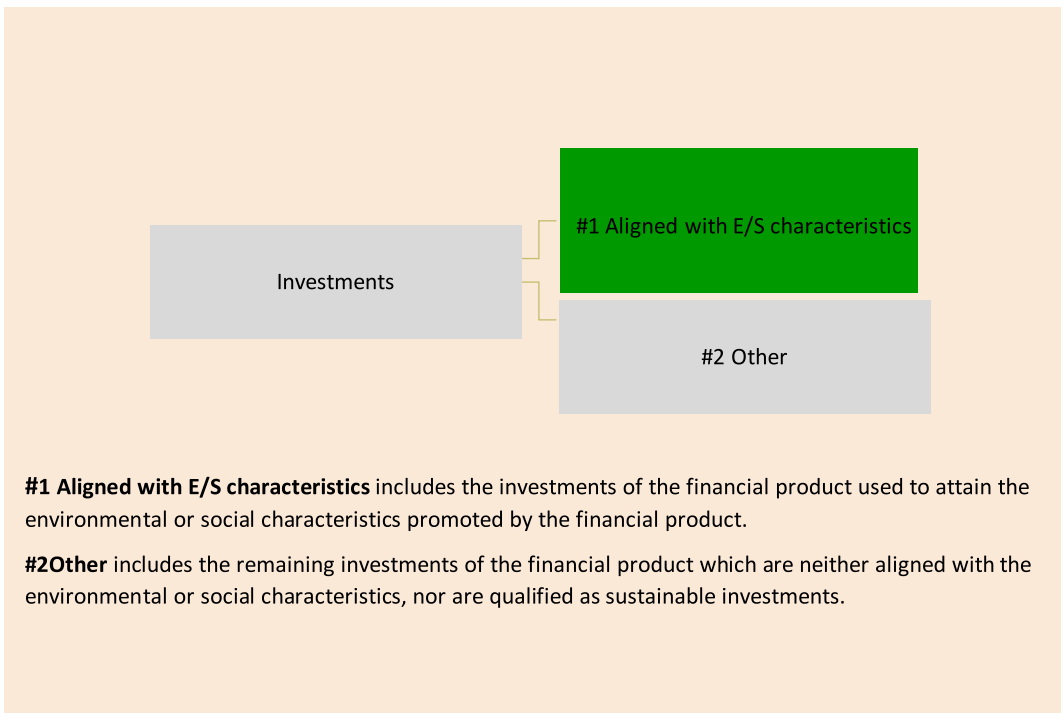 #1 Aligned with E/S characteristics
Investments
#2 Other
#1 Aligned with E/S characteristics includes the investments of the financial product used to attain the
environmental or social characteristics promoted by the financial product.
#2Other includes the remaining investments of the financial product which are neither aligned with the
environmental or social characteristics, nor are qualified as sustainable investments.